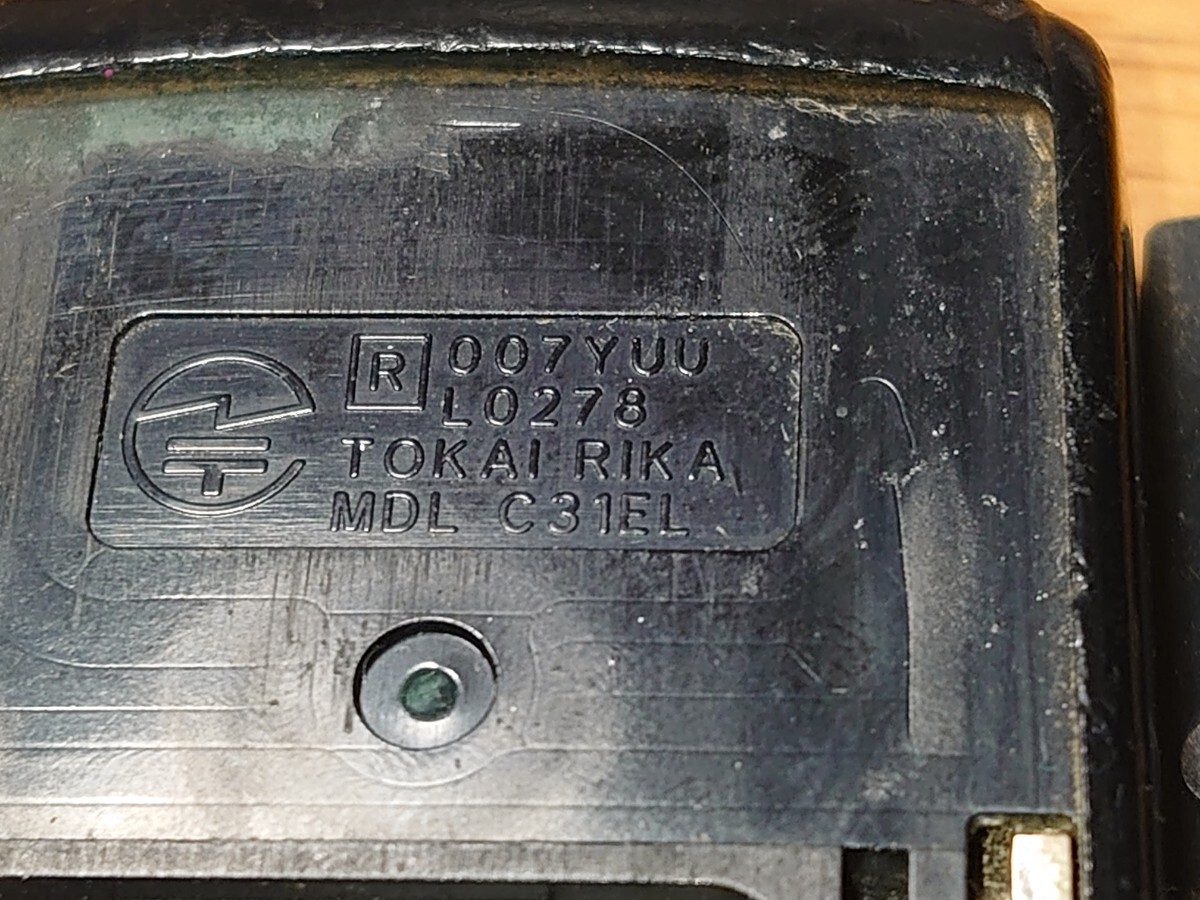 R 007YUU
L0278
TOKAI RIKA
MDL C31EL